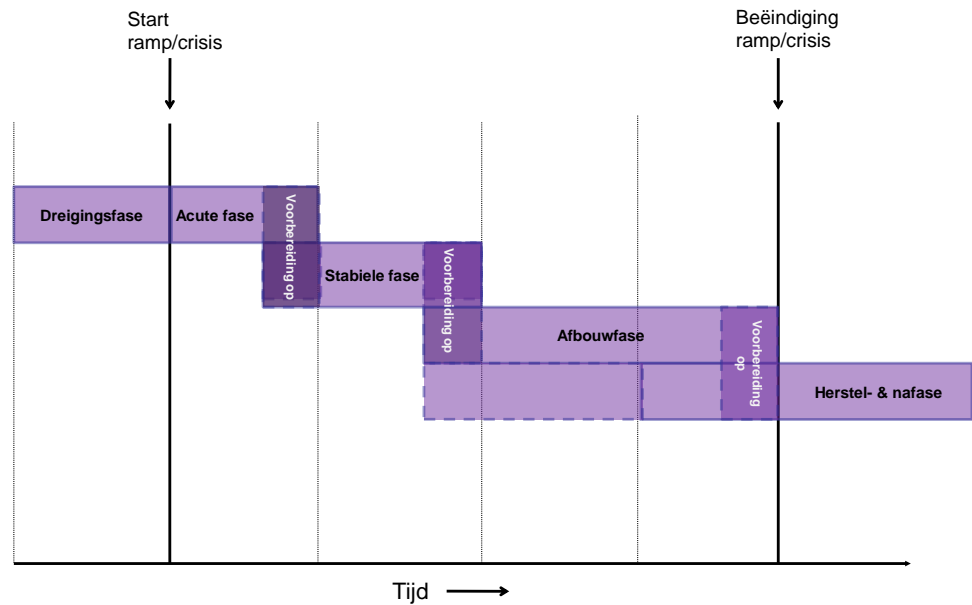 Start
ramp/crisis
Beëindiging
ramp/crisis
Dreigingsfase
Acute fase
Voorbereiding op
Stabiele fase
Voorbereiding op
Afbouwfase
Voorbereiding
op
Herstel- & nafase
Tijd